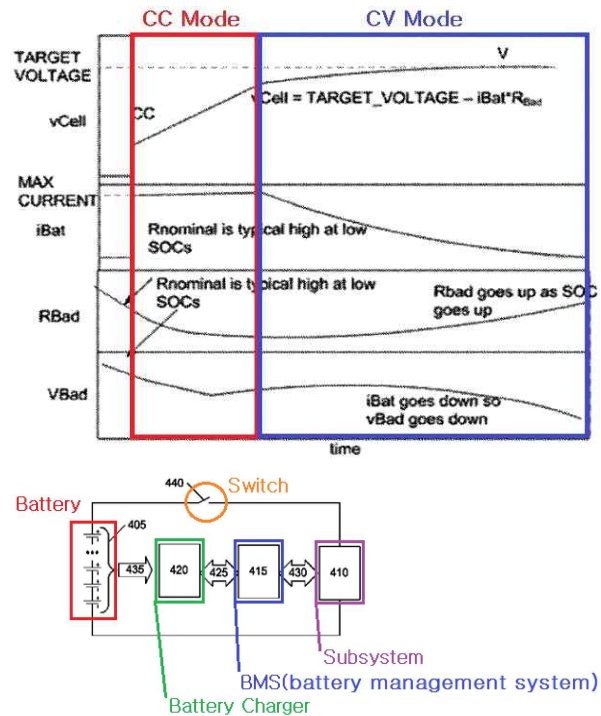 CC Mode CV Mode
TARGET
VOLTAGE
V
vCell = TARGET_VOLTAGE – iBat*RBad
CC
vCell
MAX
CURRENT
iBat
Rnominal is typical high at low
SOCs
Rnominal is typical high at low
SOCs
Rbad goes up as SOC
goes up
RBad
VBad
iBat goes down so
vBad goes down
time
440
Switch
Battery
405
...
435
420
425
415
430
410
Subsystem
BMS(battery management system)
Battery Charger